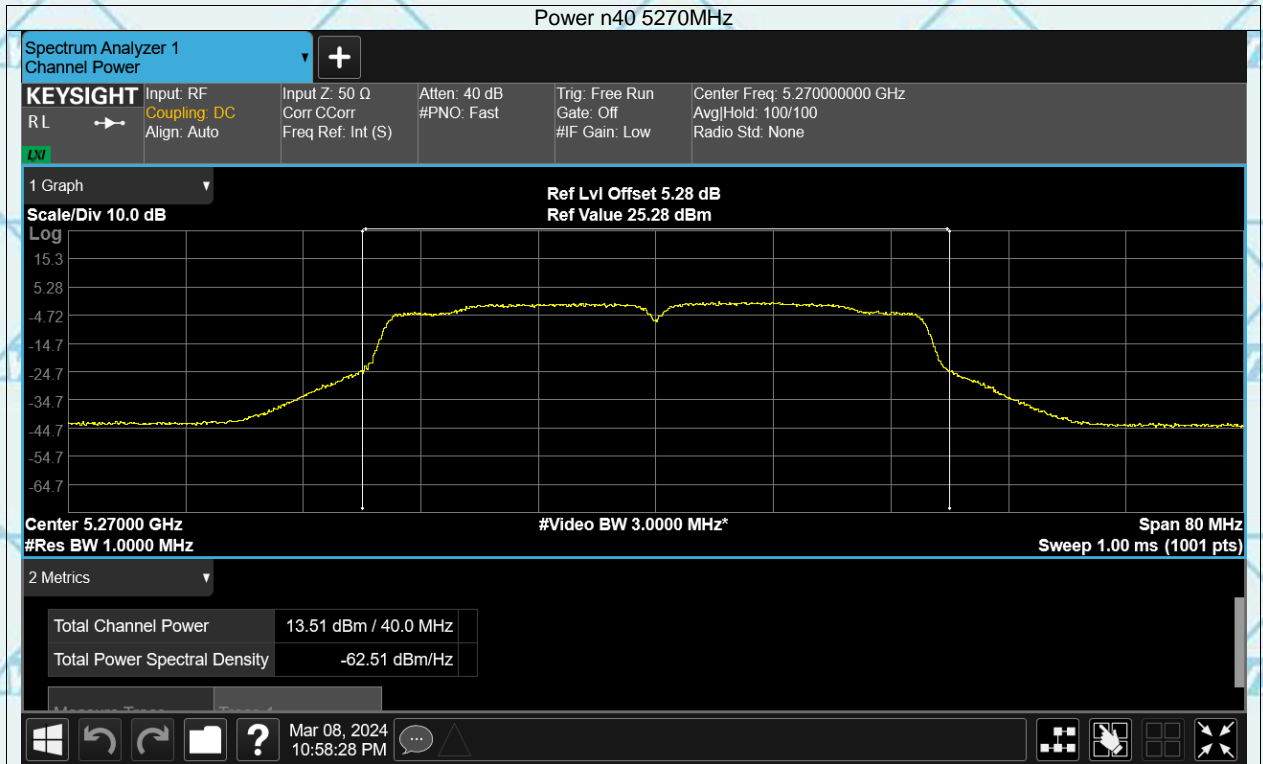 Power n40 5270MHz
Spectrum Analyzer 1
Channel Power
KEYSIGHT
RL
LXI
Input: RF
Coupling: DC
Align: Auto
Input Z: 50 Ω
Corr CCorr
Freq Ref: Int (S)
Atten: 40 dB
#PNO: Fast
Trig: Free Run
Gate: Off
#IF Gain: Low
Center Freq: 5.270000000 GHz
Avg|Hold: 100/100
Radio Std: None
1 Graph
Ref Lvl Offset 5.28 dB
Scale/Div 10.0 dB
Ref Value 25.28 dBm
Log
15.3
5.28
-4.72
-14.7
-24.7
-34.7
-44.7
-54.7
-64.7
Center 5.27000 GHz
#Video BW 3.0000 MHz*
Span 80 MHz
#Res BW 1.0000 MHz
Sweep 1.00 ms (1001 pts)
2 Metrics
Total Channel Power 13.51 dBm / 40.0 MHz
Total Power Spectral Density -62.51 dBm/Hz
Mar 08, 2024
10:58:28 PM